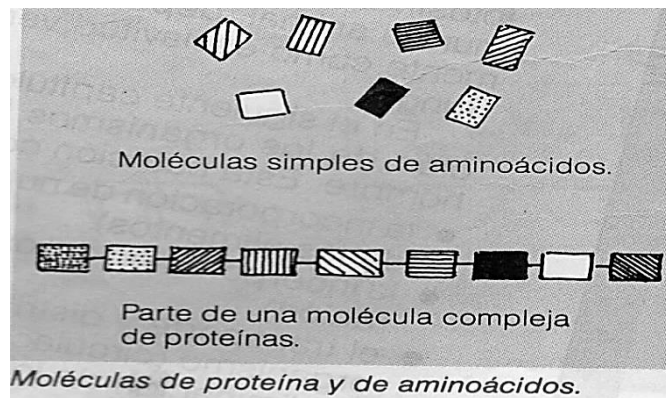 Moléculas simples de aminoácidos.
Parte de una molécula compleja
de proteínas.
Moléculas de proteína y de aminoácidos.